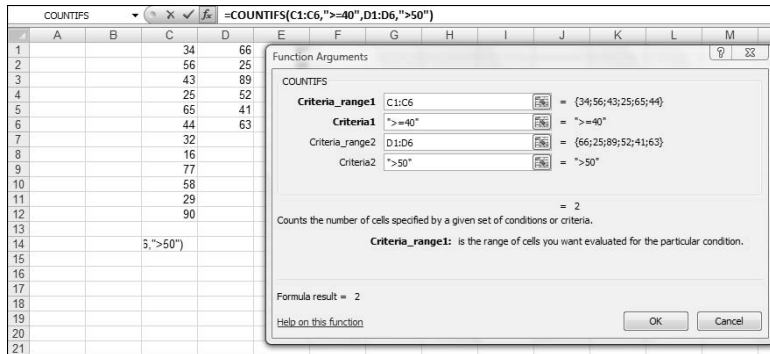 COUNTIFS =COUNTIFS(C1:C6,">=40",D1:D6,">50")
A B C D E F G H I J K L M
1 34 66
2 56 25
3 43 89
4 25 52
5 65 41
6 44 63
7 32
8 16
9 77
10 58
11 29
12 90
13
14 6,">50")
15
16
17
18
19
20
21
Function Arguments
COUNTIFS
Criteria_range1 C1:C6 = {34;56;43;25;65;44}
Criteria1 ">=40" = ">=40"
Criteria_range2 D1:D6 = {66;25;89;52;41;63}
Criteria2 ">50" = ">50"
= 2
Counts the number of cells specified by a given set of conditions or criteria.
Criteria_range1: is the range of cells you want evaluated for the particular condition.
Formula result = 2
Help on this function
OK Cancel